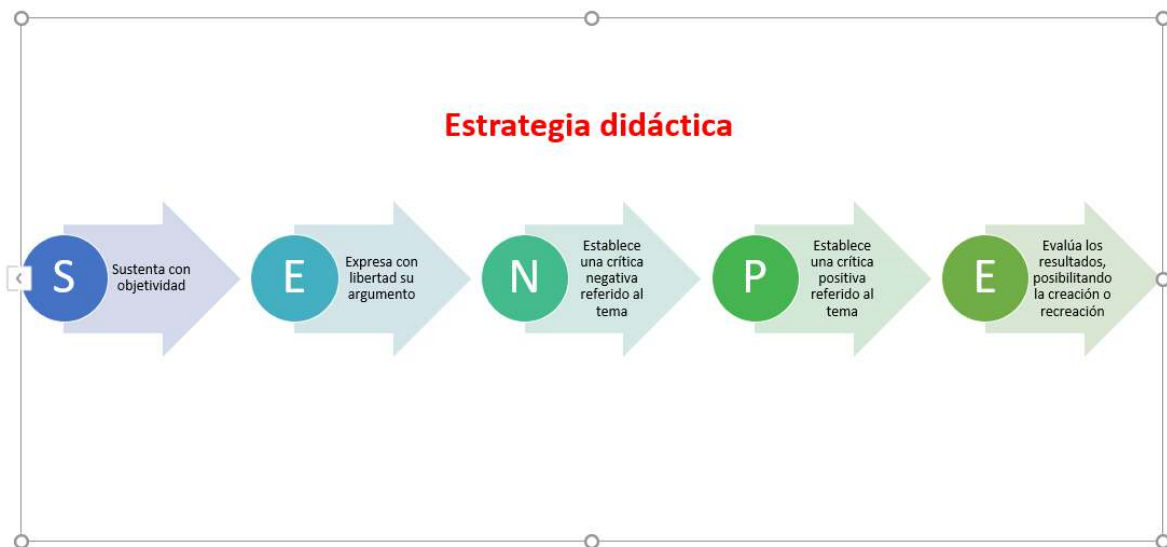 Estrategia didáctica
S
Sustenta con
objetividad
E
Expresa con
libertad su
argumento
N
Establece
una crítica
negativa
referido al
tema
P
Establece
una crítica
positiva
referido al
tema
E
Evalúa los
resultados,
posibilitando
la creación o
recreación